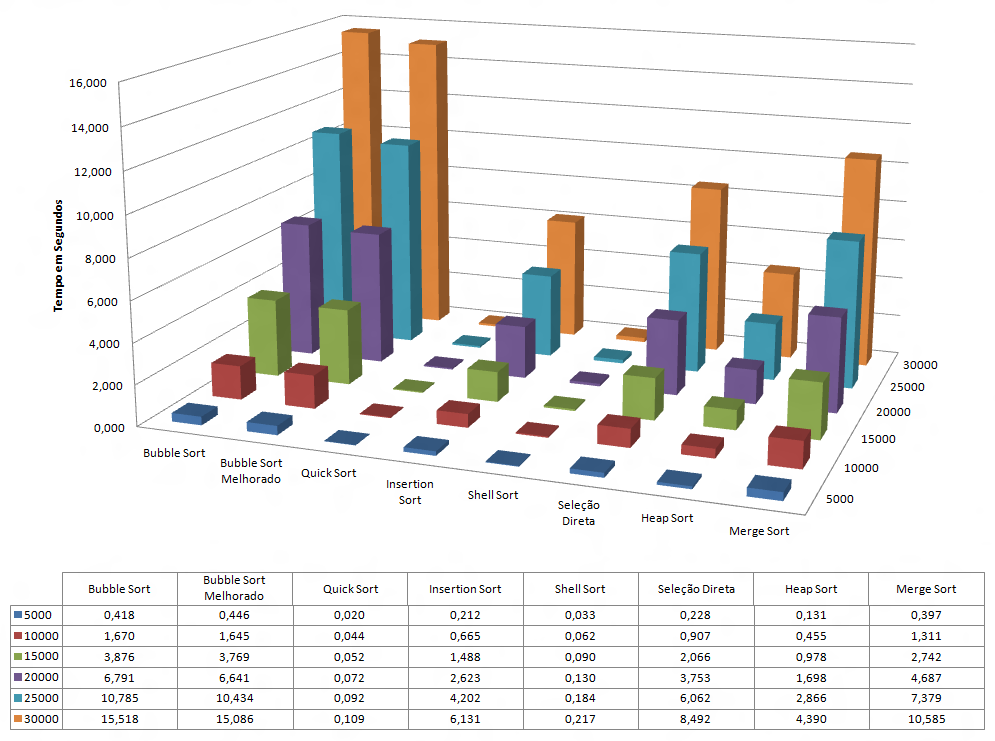 16,000
14,000
12,000
10,000
8,000
6,000
4,000
2,000
0,000
Tempo em Segundos
Bubble Sort
Bubble Sort
Melhorado
Quick Sort
Insertion
Sort
Shell Sort
Seleção
Direta
Heap Sort
Merge Sort
30000
25000
20000
15000
10000
5000
Bubble Sort Bubble Sort Melhorado Quick Sort Insertion Sort Shell Sort Seleção Direta Heap Sort Merge Sort
5000 0,418 0,446 0,020 0,212 0,033 0,228 0,131 0,397
10000 1,670 1,645 0,044 0,665 0,062 0,907 0,455 1,311
15000 3,876 3,769 0,052 1,488 0,090 2,066 0,978 2,742
20000 6,791 6,641 0,072 2,623 0,130 3,753 1,698 4,687
25000 10,785 10,434 0,092 4,202 0,184 6,062 2,866 7,379
30000 15,518 15,086 0,109 6,131 0,217 8,492 4,390 10,585